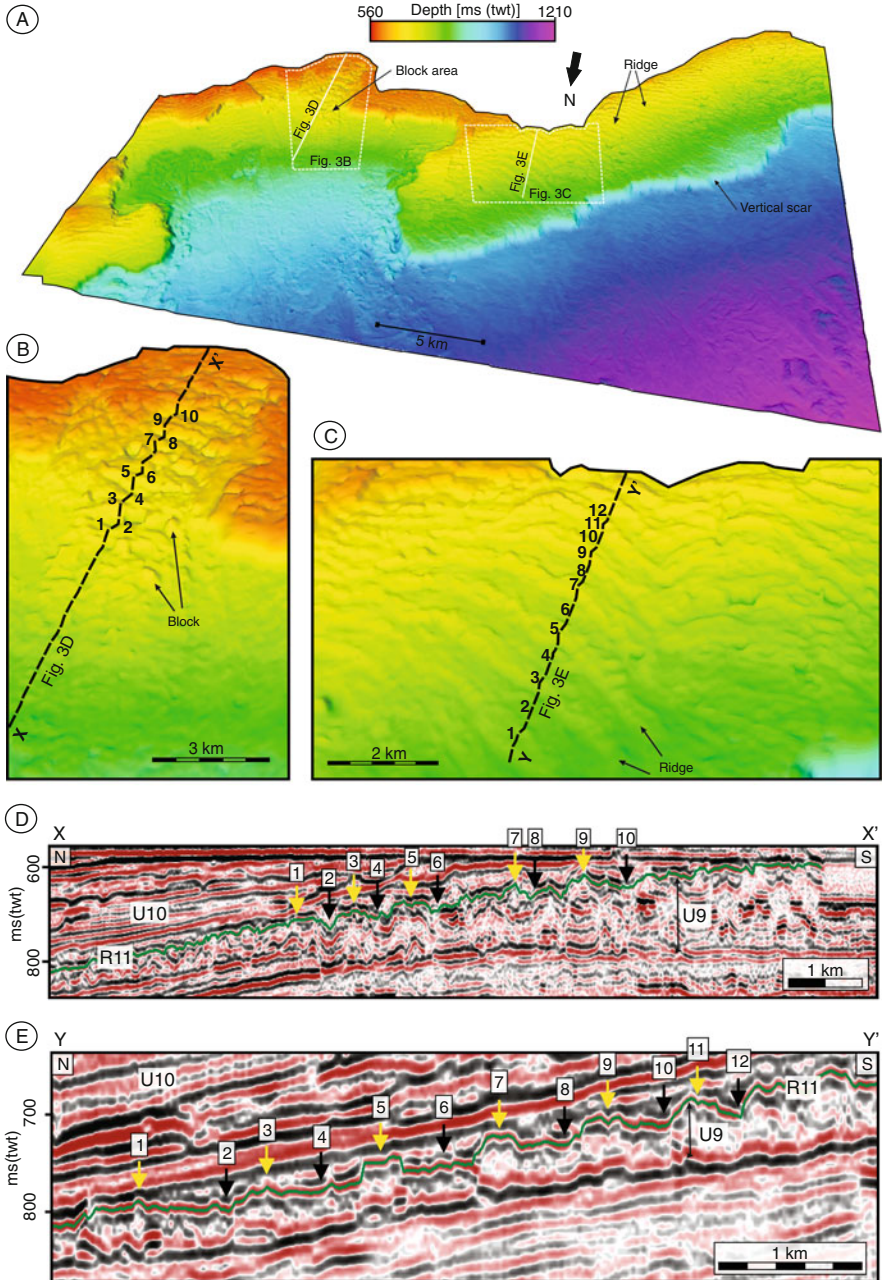 A
Depth [ms (twt)]
560
1210
Block area
Ridge
N
Fig. 3D
Fig. 3B
Fig. 3E
Fig. 3C
Vertical scar
5 km
B
X'
9
10
7
8
5
6
3
4
1
2
Block
Fig. 3D
X
3 km
C
Y'
12
11
10
9
8
7
6
5
4
3
2
1
Fig. 3E
Y
2 km
Ridge
D
X
X'
N
S
600
800
ms(twt)
1
2
3
4
5
6
7
8
9
10
U10
R11
U9
1 km
E
Y
Y'
N
S
700
800
ms(twt)
U10
1
2
3
4
5
6
7
8
9
10
11
12
R11
U9
1 km